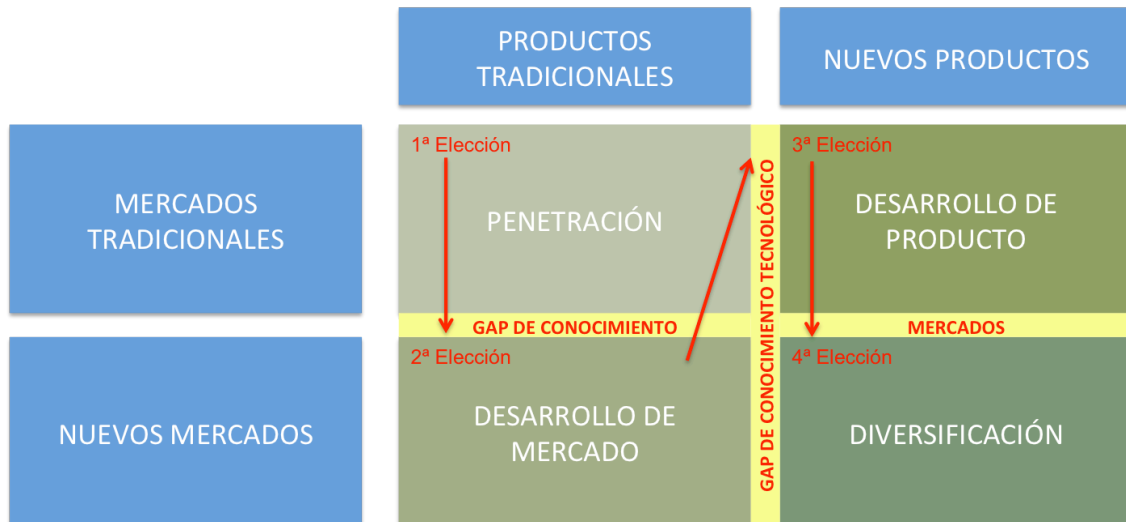 PRODUCTOS
TRADICIONALES
NUEVOS PRODUCTOS
MERCADOS
TRADICIONALES
1ª Elección
PENETRACIÓN
3ª Elección
DESARROLLO DE
PRODUCTO
GAP DE CONOCIMIENTO TECNOLÓGICO
GAP DE CONOCIMIENTO
MERCADOS
NUEVOS MERCADOS
2ª Elección
DESARROLLO DE
MERCADO
4ª Elección
DIVERSIFICACIÓN